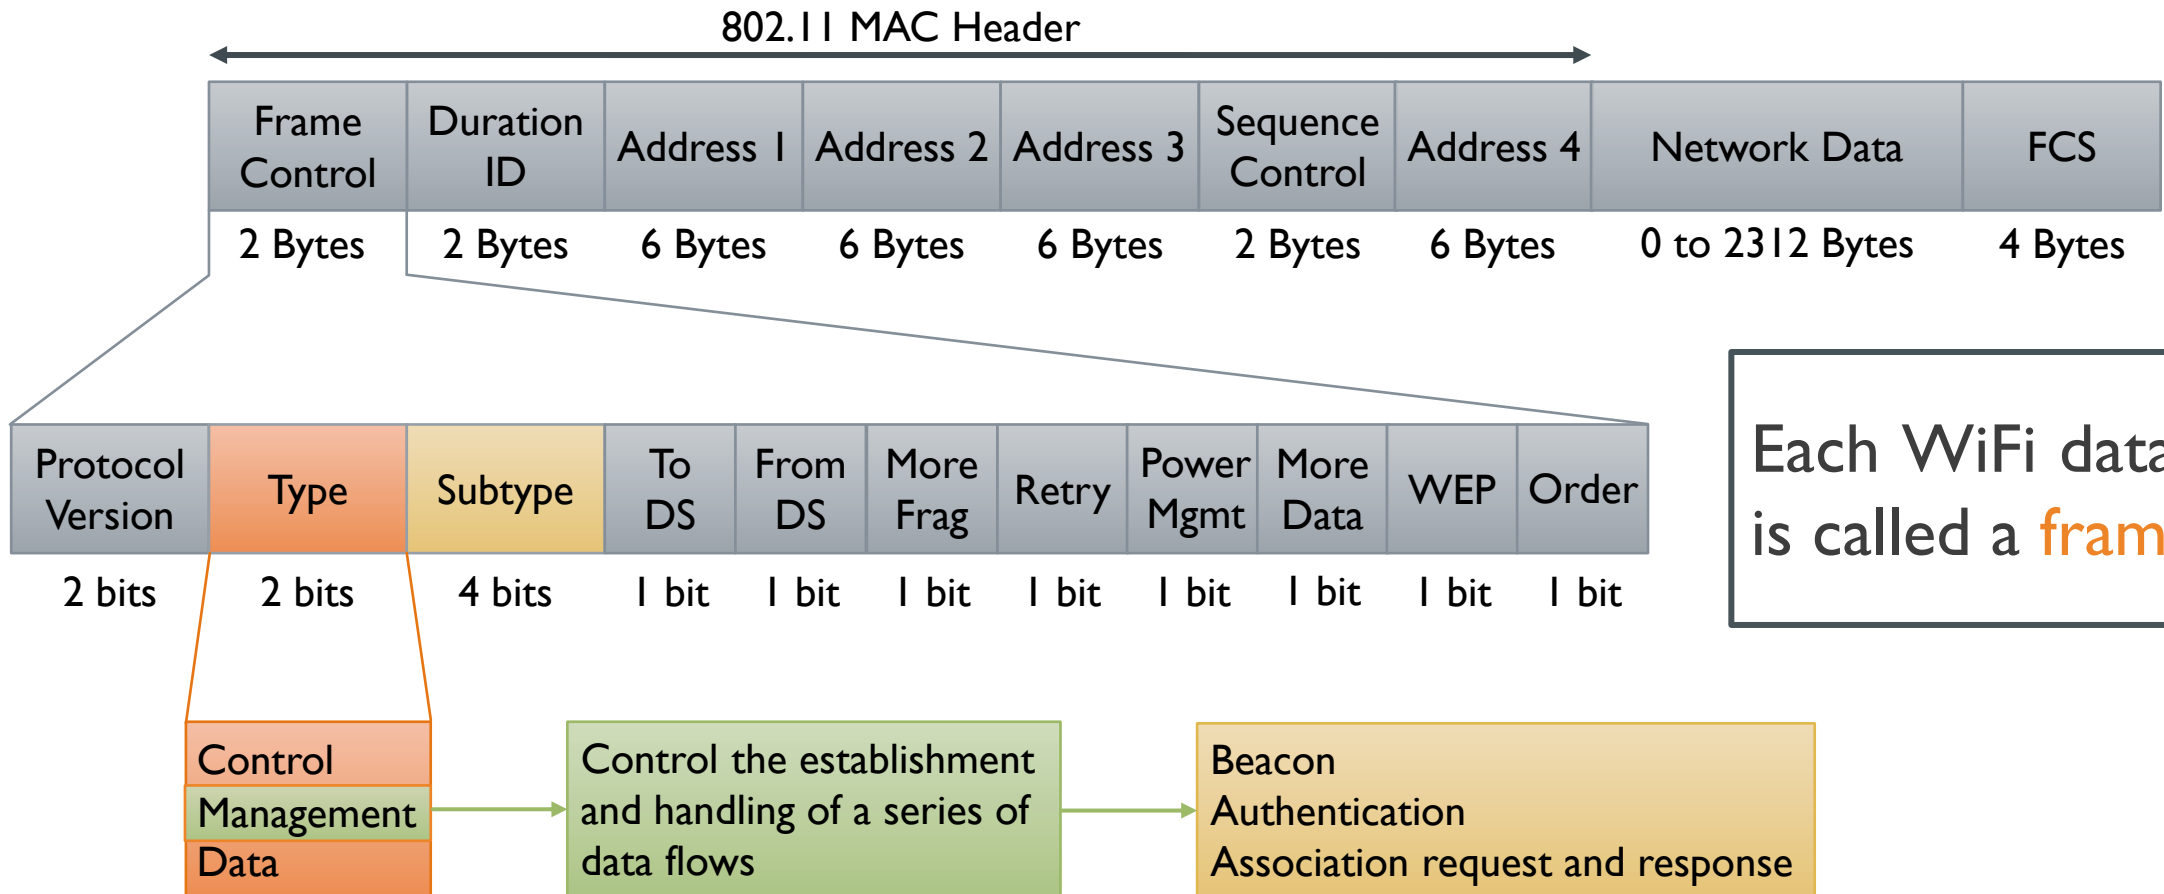 802.11 MAC Header
Frame Control
Duration ID
Address 1
Address 2
Address 3
Sequence Control
Address 4
Network Data
FCS
2 Bytes
2 Bytes
6 Bytes
6 Bytes
6 Bytes
2 Bytes
6 Bytes
0 to 2312 Bytes
4 Bytes
Each WiFi data
is called a fram
Protocol Version
Type
Subtype
To DS
From DS
More Frag
Retry
Power Mgmt
More Data
WEP
Order
2 bits
2 bits
4 bits
1 bit
1 bit
1 bit
1 bit
1 bit
1 bit
1 bit
1 bit
Control
Management
Data
Control the establishment
and handling of a series of
data flows
Beacon
Authentication
Association request and response